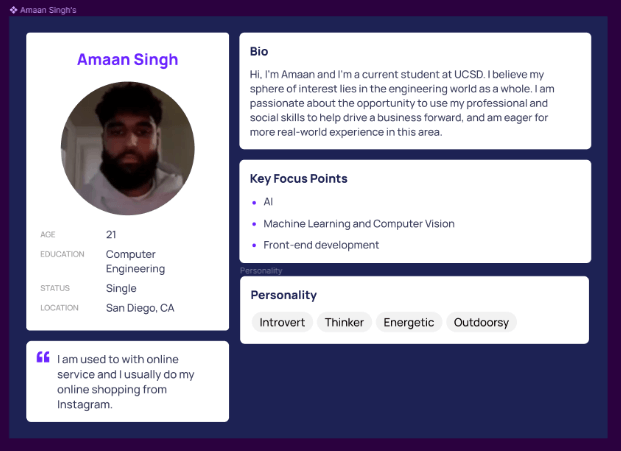 Amaan Singh's
Amaan Singh
AGE 21
EDUCATION Computer
Engineering
STATUS Single
LOCATION San Diego, CA
I am used to with online
service and I usually do my
online shopping from
Instagram.
Bio
Hi, I'm Amaan and I'm a current student at UCSD. I believe my
sphere of interest lies in the engineering world as a whole. I am
passionate about the opportunity to use my professional and
social skills to help drive a business forward, and am eager for
more real-world experience in this area.
Key Focus Points
AI
Machine Learning and Computer Vision
Front-end development
Personality
Personality
Introvert Thinker Energetic Outdoorsy